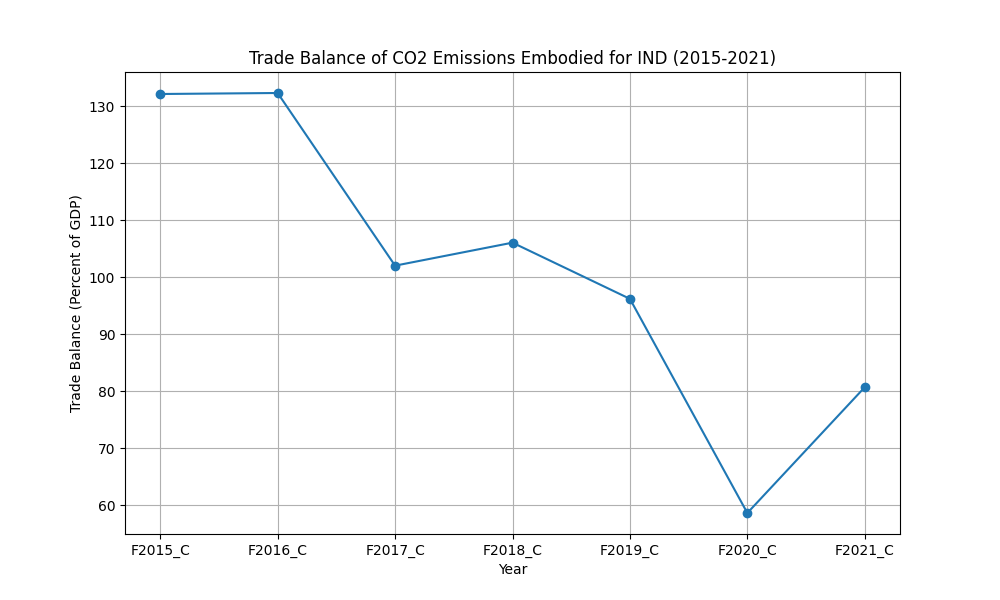 Trade Balance of CO2 Emissions Embodied for IND (2015-2021)
Trade Balance (Percent of GDP)
130
120
110
100
90
80
70
60
F2015_C F2016_C F2017_C F2018_C F2019_C F2020_C F2021_C
Year